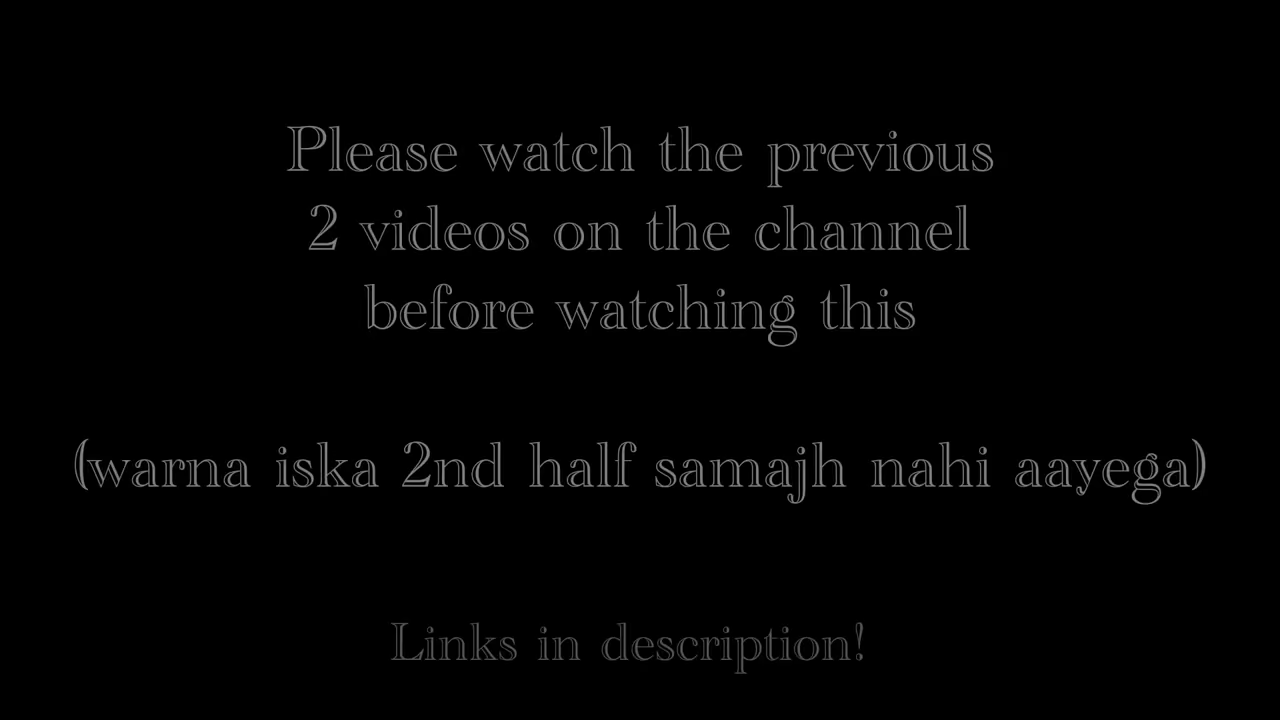 Please watch the previous
2 videos on the channel
before watching this
(warna iska 2nd half samajh nahi aayega)
Links in description!